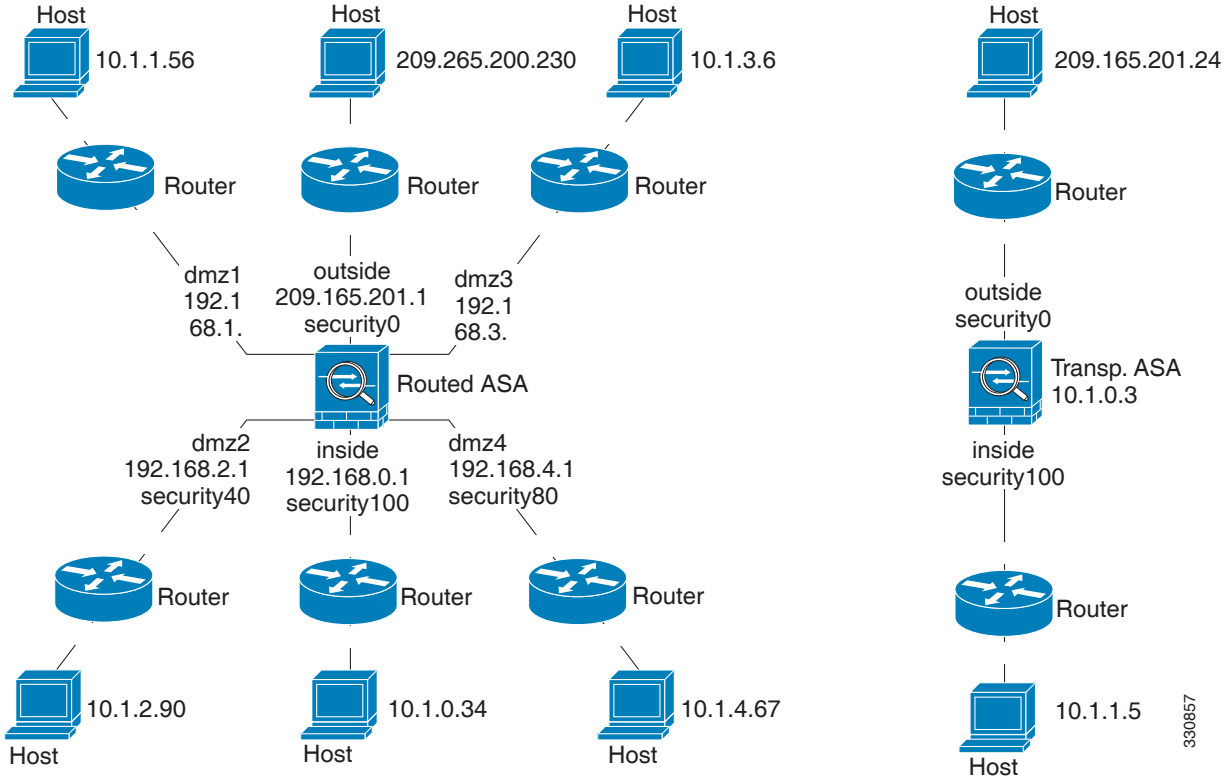 Host
10.1.1.56
Router
Host
209.265.200.230
Router
Host
10.1.3.6
Router
dmz1
192.1
68.1.
outside
209.165.201.1
security0
dmz3
192.1
68.3.
Routed ASA
dmz2
192.168.2.1
security40
inside
192.168.0.1
security100
dmz4
192.168.4.1
security80
Router
10.1.2.90
Host
Router
10.1.0.34
Host
Router
10.1.4.67
Host
Host
209.165.201.24
Router
outside
security0
Transp. ASA
10.1.0.3
inside
security100
Router
10.1.1.5
Host
330857